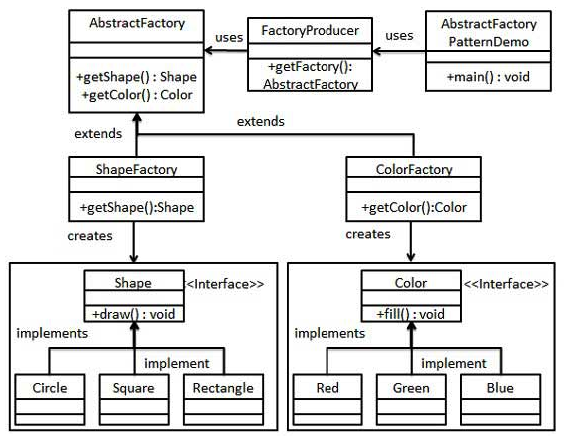 AbstractFactory
+getShape() : Shape
+getColor() : Color
uses
FactoryProducer
+getFactory():
AbstractFactory
uses
AbstractFactory
PatternDemo
+main() : void
extends
extends
ShapeFactory
+getShape():Shape
ColorFactory
+getColor():Color
creates
creates
Shape
<<Interface>>
+draw() : void
implements
implement
Circle
Square
Rectangle
Color
<<Interface>>
+fill() : void
implements
implement
Red
Green
Blue